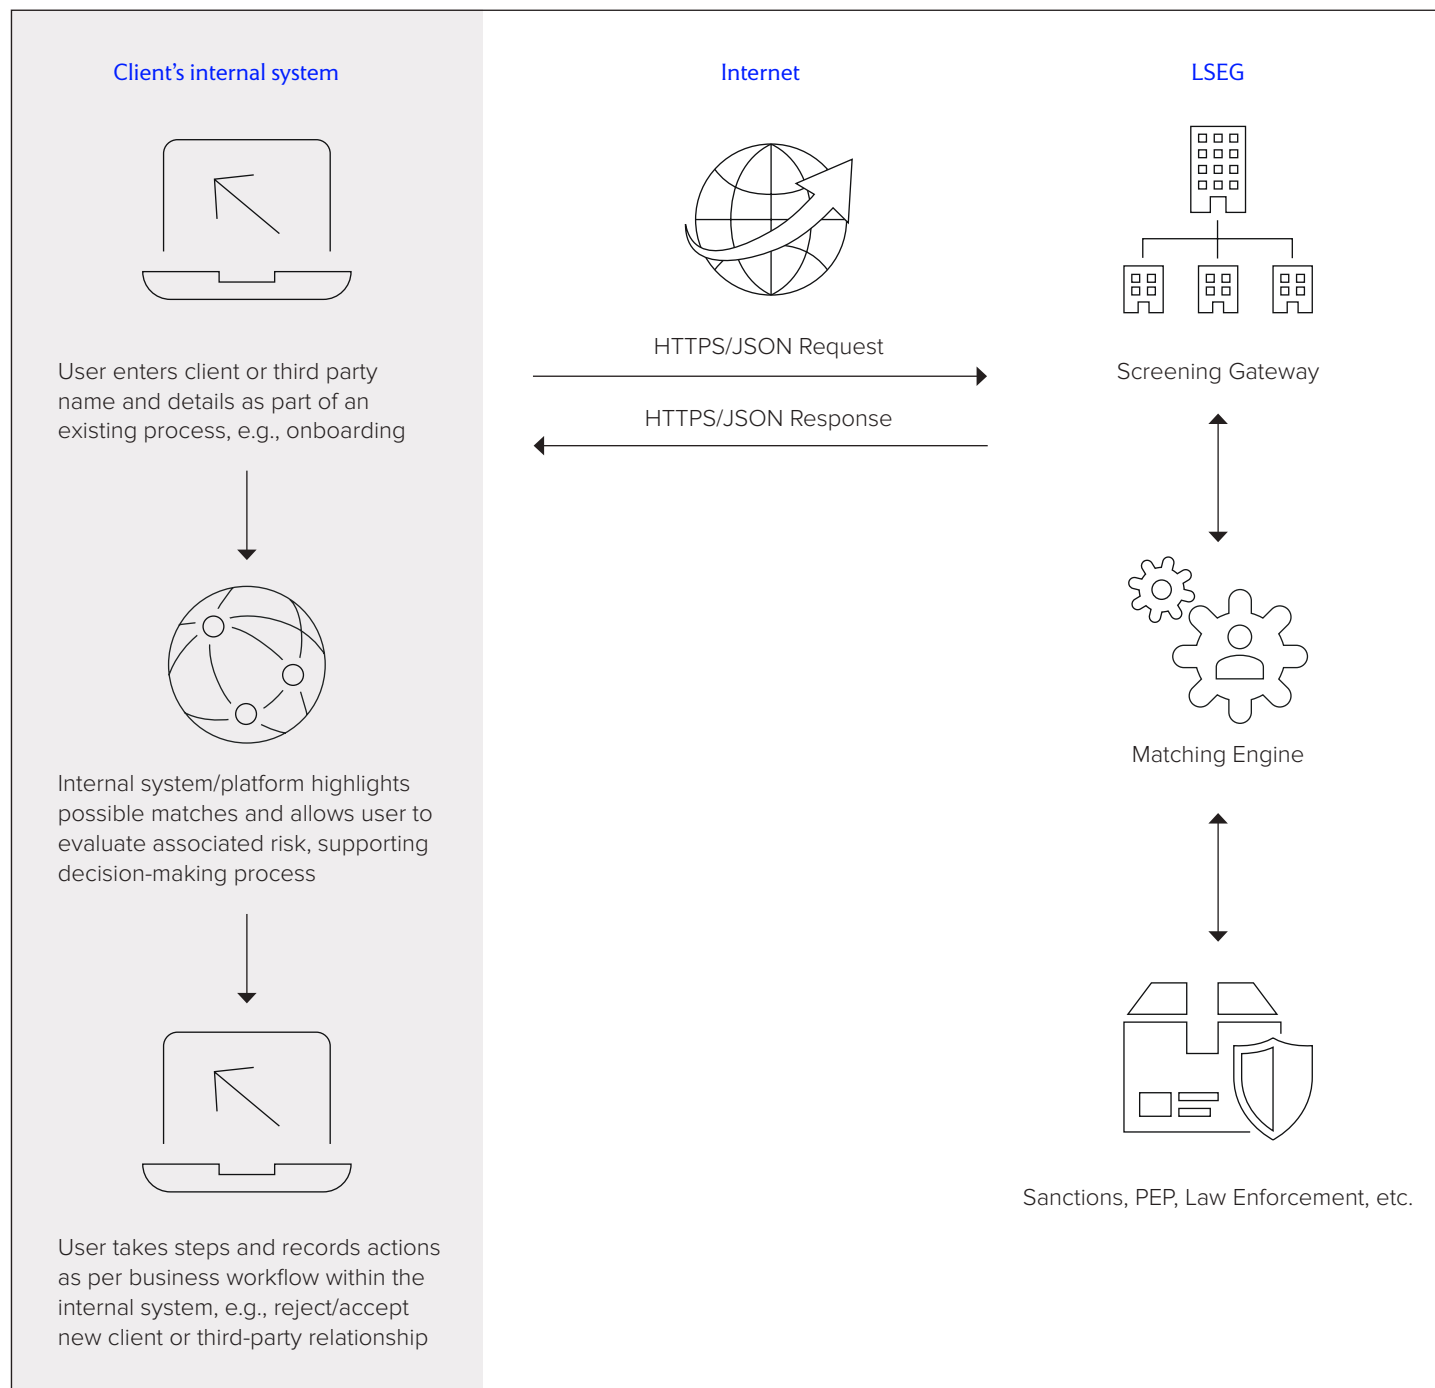 Client’s internal system
User enters client or third party
name and details as part of an
existing process, e.g., onboarding
Internal system/platform highlights
possible matches and allows user to
evaluate associated risk, supporting
decision-making process
User takes steps and records actions
as per business workflow within the
internal system, e.g., reject/accept
new client or third-party relationship
Internet
HTTPS/JSON Request
HTTPS/JSON Response
LSEG
Screening Gateway
Matching Engine
Sanctions, PEP, Law Enforcement, etc.